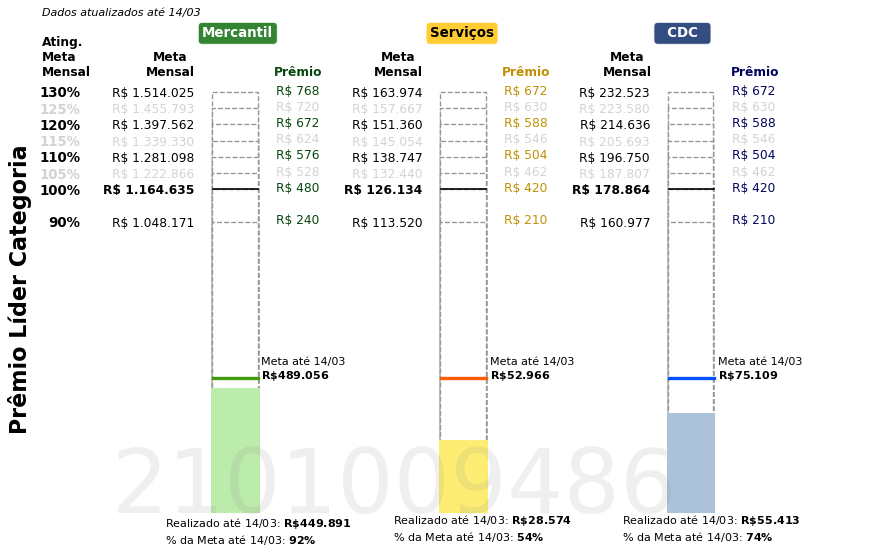 Dados atualizados até 14/03
Mercantil Serviços CDC
Ating.
Meta Meta Meta Meta
Mensal Mensal Prêmio Mensal Prêmio Mensal Prêmio
130% R$ 1.514.025 R$ 768 R$ 163.974 R$ 672 R$ 232.523 R$ 672
125% R$ 1.455.793 R$ 720 R$ 157.667 R$ 630 R$ 223.580 R$ 630
120% R$ 1.397.562 R$ 672 R$ 151.360 R$ 588 R$ 214.636 R$ 588
115% R$ 1.339.330 R$ 624 R$ 145.054 R$ 546 R$ 205.693 R$ 546
110% R$ 1.281.098 R$ 576 R$ 138.747 R$ 504 R$ 196.750 R$ 504
105% R$ 1.222.866 R$ 528 R$ 132.440 R$ 462 R$ 187.807 R$ 462
100% R$ 1.164.635 R$ 480 R$ 126.134 R$ 420 R$ 178.864 R$ 420
90% R$ 1.048.171 R$ 240 R$ 113.520 R$ 210 R$ 160.977 R$ 210
Prêmio Líder Categoria
Meta até 14/03 Meta até 14/03 Meta até 14/03
R$489.056 R$52.966 R$75.109
2101009486
Realizado até 14/03: R$449.891 Realizado até 14/03: R$28.574 Realizado até 14/03: R$55.413
% da Meta até 14/03: 92% % da Meta até 14/03: 54% % da Meta até 14/03: 74%